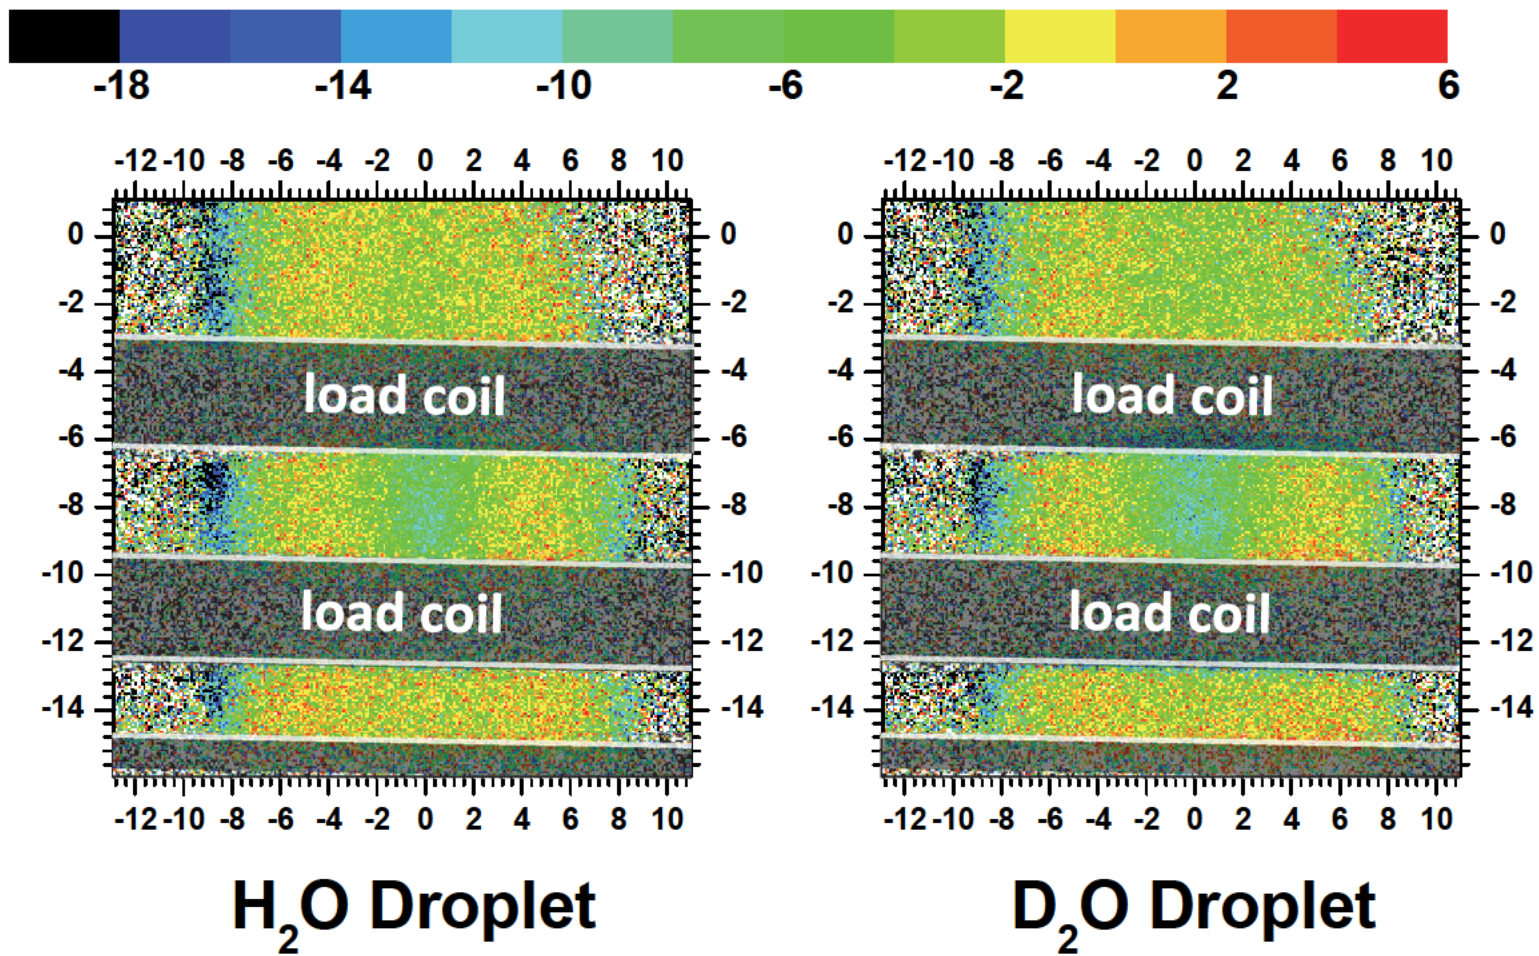 -18 -14 -10 -6 -2 2 6
-12 -10 -8 -6 -4 -2 0 2 4 6 8 10 -12 -10 -8 -6 -4 -2 0 2 4 6 8 10
0 0 0 0
-2 -2 -2 -2
-4 -4 -4 -4
load coil load coil
-6 -6 -6 -6
-8 -8 -8 -8
-10 -10 -10 -10
load coil load coil
-12 -12 -12 -12
-14 -14 -14 -14
-12 -10 -8 -6 -4 -2 0 2 4 6 8 10 -12 -10 -8 -6 -4 -2 0 2 4 6 8 10
H₂O Droplet D₂O Droplet